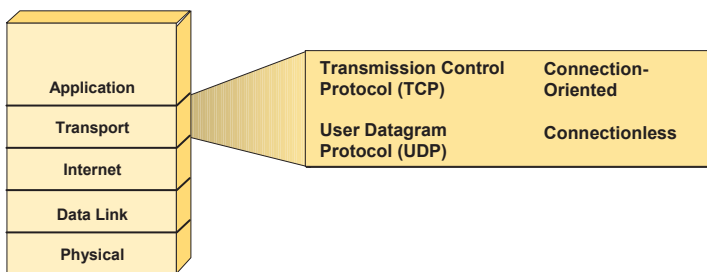 Application
Transport
Internet
Data Link
Physical
Transmission Control
Protocol (TCP)
Connection-
Oriented
User Datagram
Protocol (UDP)
Connectionless